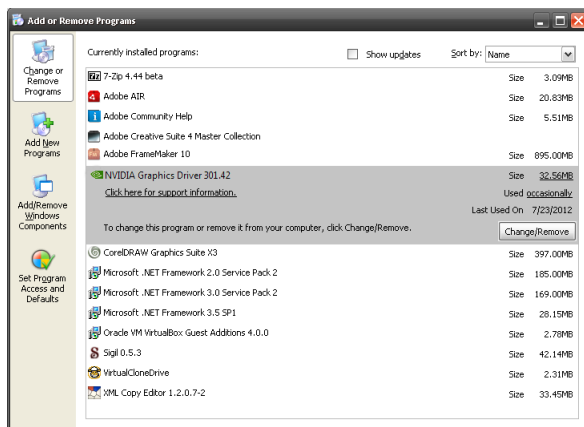 Add or Remove Programs
Change or
Remove
Programs
Add New
Programs
Add/Remove
Windows
Components
Set Program
Access and
Defaults
Currently installed programs:
Show updates
Sort by: Name
7-Zip 4.44 beta Size 3.09MB
Adobe AIR Size 20.83MB
Adobe Community Help Size 5.51MB
Adobe Creative Suite 4 Master Collection
Adobe FrameMaker 10 Size 895.00MB
NVIDIA Graphics Driver 301.42 Size 32.56MB
Click here for support information. Used occasionally
Last Used On 7/23/2012
To change this program or remove it from your computer, click Change/Remove. Change/Remove
CorelDRAW Graphics Suite X3 Size 397.00MB
Microsoft .NET Framework 2.0 Service Pack 2 Size 185.00MB
Microsoft .NET Framework 3.0 Service Pack 2 Size 169.00MB
Microsoft .NET Framework 3.5 SP1 Size 28.15MB
Oracle VM VirtualBox Guest Additions 4.0.0 Size 2.78MB
Sigil 0.5.3 Size 42.14MB
VirtualCloneDrive Size 2.31MB
XML Copy Editor 1.2.0.7-2 Size 33.45MB